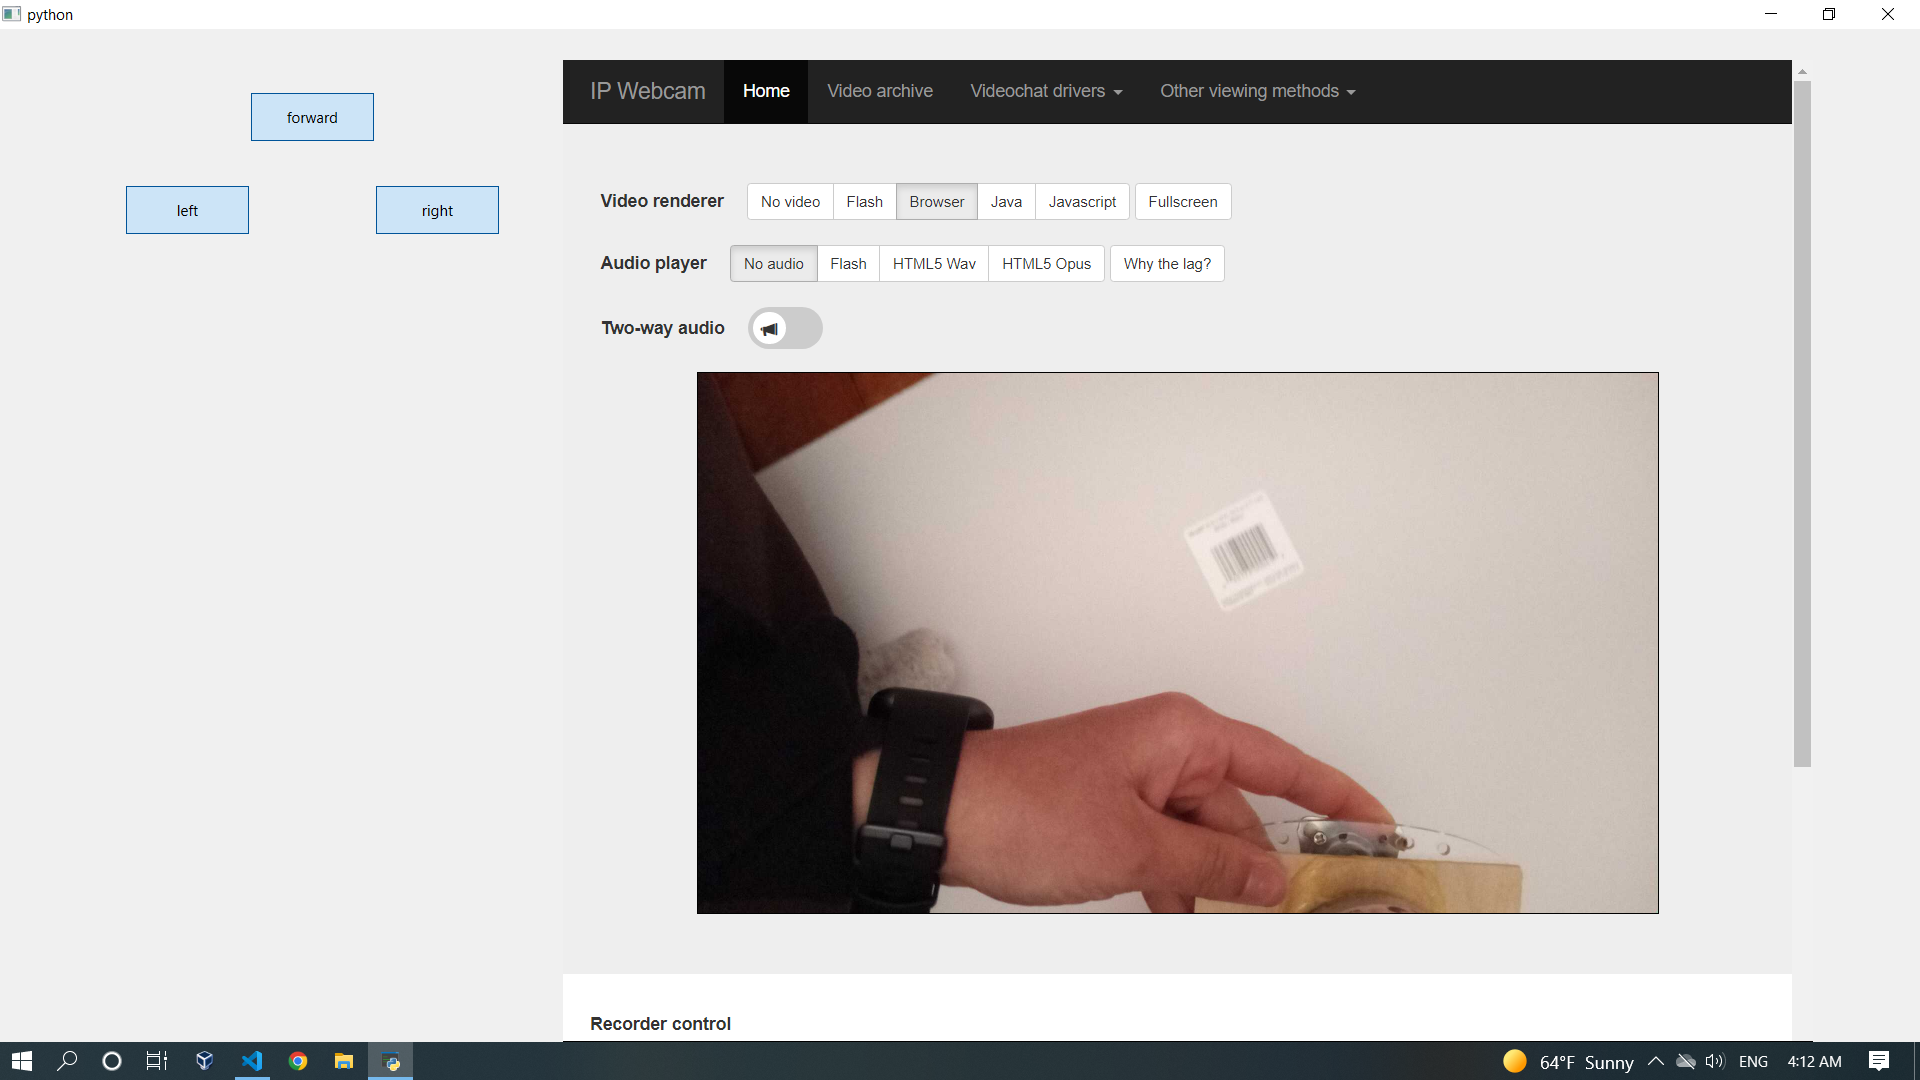 python
forward
left
right
IP Webcam Home Video archive Videochat drivers Other viewing methods
Video renderer No video Flash Browser Java Javascript Fullscreen
Audio player No audio Flash HTML5 Wav HTML5 Opus Why the lag?
Two-way audio
Recorder control
64°F Sunny ENG 4:12 AM